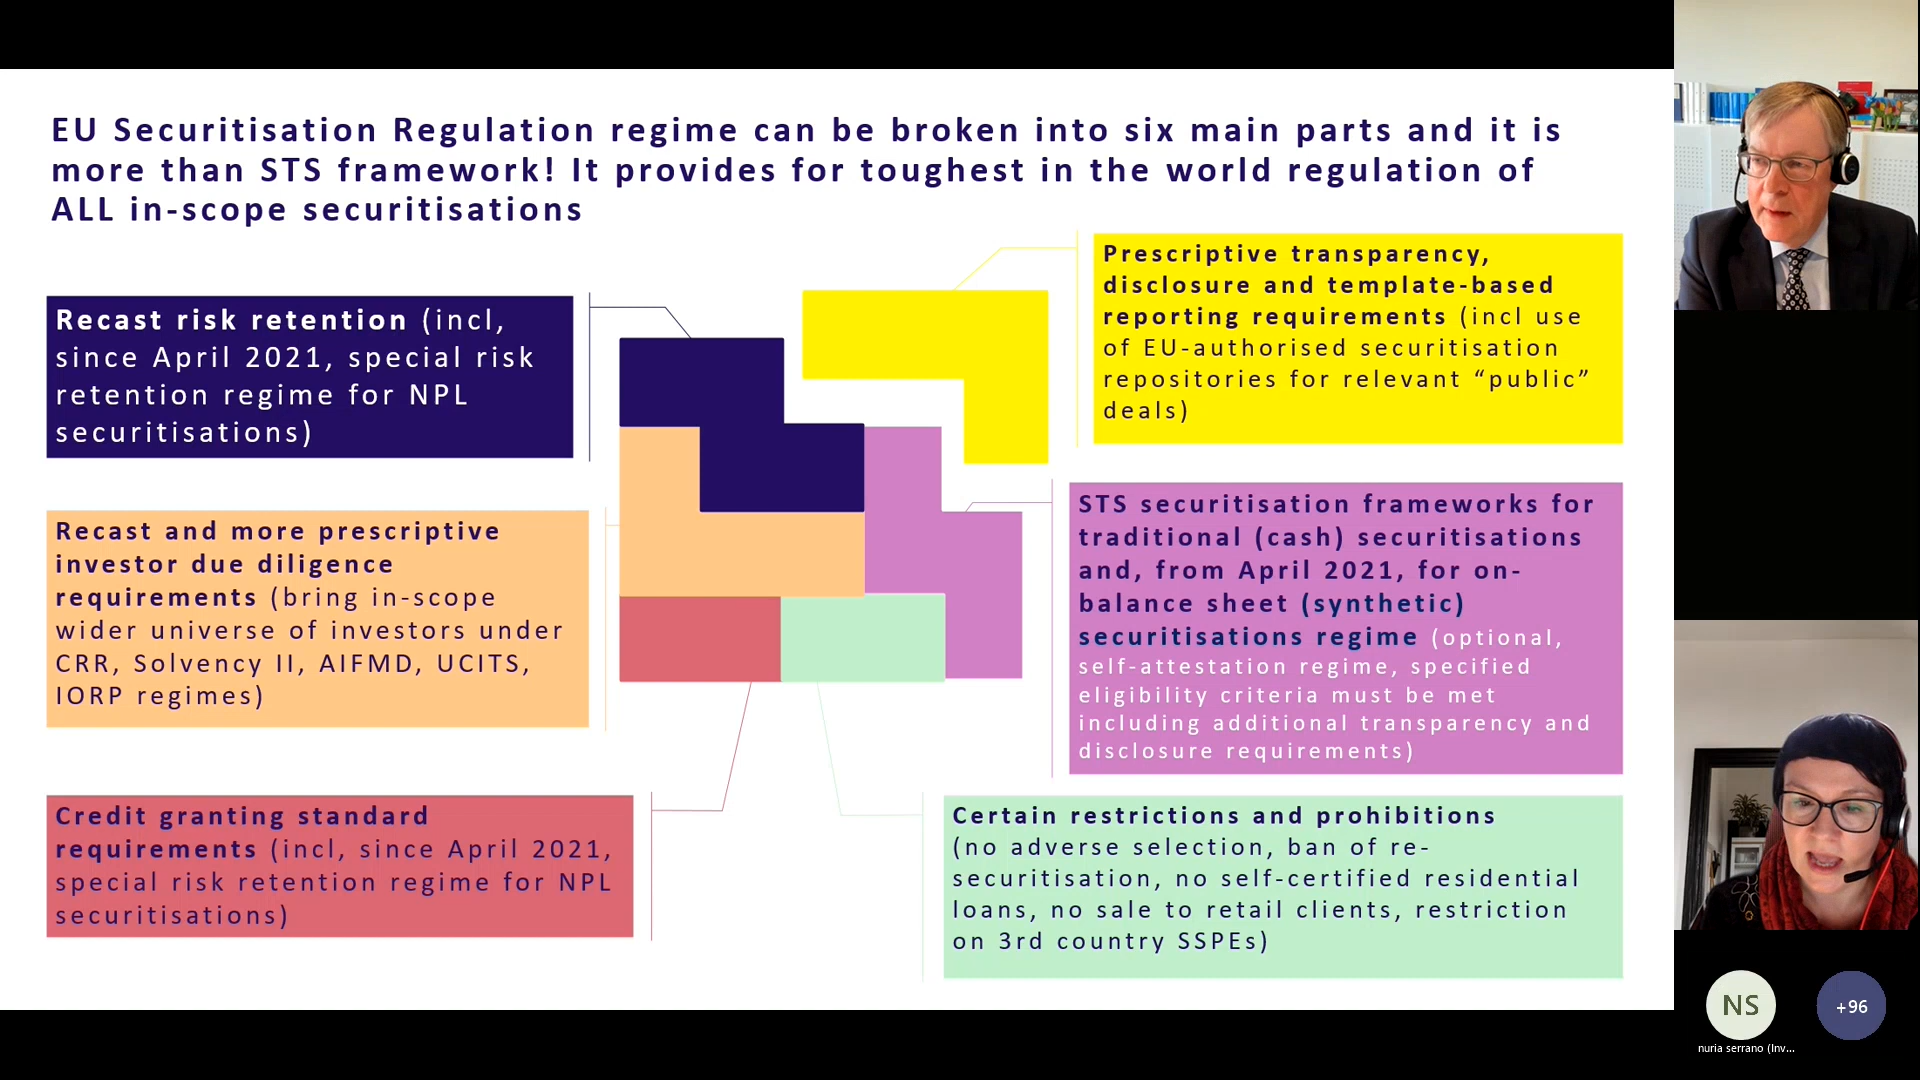 EU Securitisation Regulation regime can be broken into six main parts and it is
more than STS framework! It provides for toughest in the world regulation of
ALL in-scope securitisations
Recast risk retention (incl,
since April 2021, special risk
retention regime for NPL
securitisations)
Recast and more prescriptive
investor due diligence
requirements (bring in-scope
wider universe of investors under
CRR, Solvency II, AIFMD, UCITS,
IORP regimes)
Credit granting standard
requirements (incl, since April 2021,
special risk retention regime for NPL
securitisations)
Prescriptive transparency,
disclosure and template-based
reporting requirements (incl use
of EU-authorised securitisation
repositories for relevant “public”
deals)
STS securitisation frameworks for
traditional (cash) securitisations
and, from April 2021, for on-
balance sheet (synthetic)
securitisations regime (optional,
self-attestation regime, specified
eligibility criteria must be met
including additional transparency and
disclosure requirements)
Certain restrictions and prohibitions
(no adverse selection, ban of re-
securitisation, no self-certified residential
loans, no sale to retail clients, restriction
on 3rd country SSPEs)
NS
+96
nuria serrano (Inv...